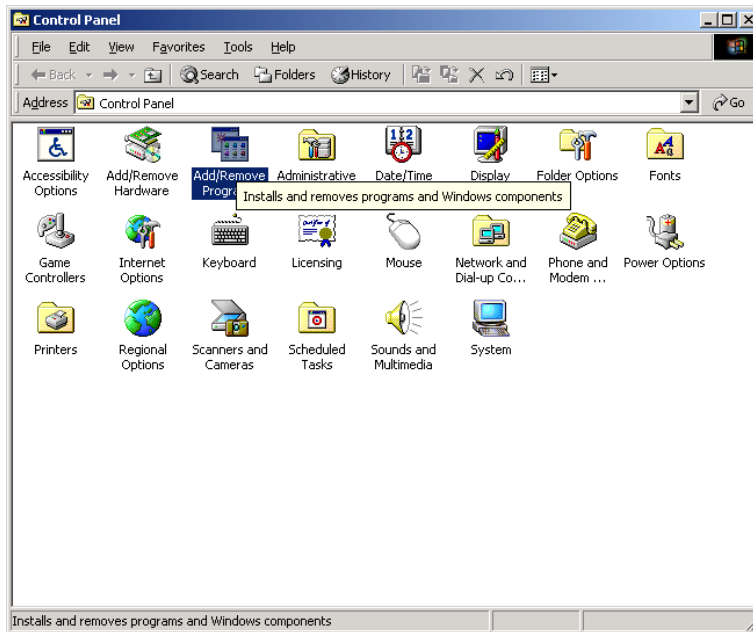 Control Panel
File Edit View Favorites Tools Help
Back Search Folders History
Address Control Panel Go
Accessibility Options
Add/Remove Hardware
Add/Remove
Administrative
Date/Time
Display
Folder Options
Fonts
Installs and removes programs and Windows components
Game Controllers
Internet Options
Keyboard
Licensing
Mouse
Network and Dial-up Co...
Phone and Modem ...
Power Options
Printers
Regional Options
Scanners and Cameras
Scheduled Tasks
Sounds and Multimedia
System
Installs and removes programs and Windows components